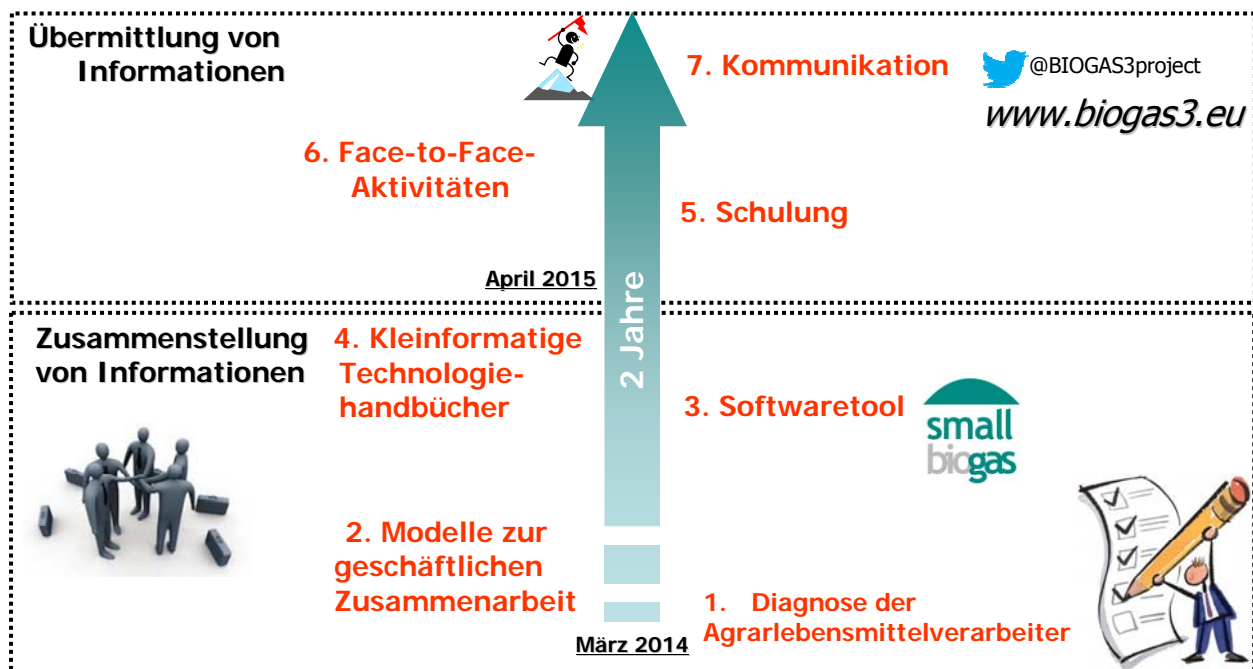 Übermittlung von
Informationen
7. Kommunikation
@BIOGAS3project
www.biogas3.eu
6. Face-to-Face-
Aktivitäten
5. Schulung
April 2015
2 Jahre
Zusammenstellung
von Informationen
4. Kleinformatige
Technologie-
handbücher
3. Softwaretool
small
biogas
2. Modelle zur
geschäftlichen
Zusammenarbeit
1. Diagnose der
Agrarlebensmittelverarbeiter
März 2014